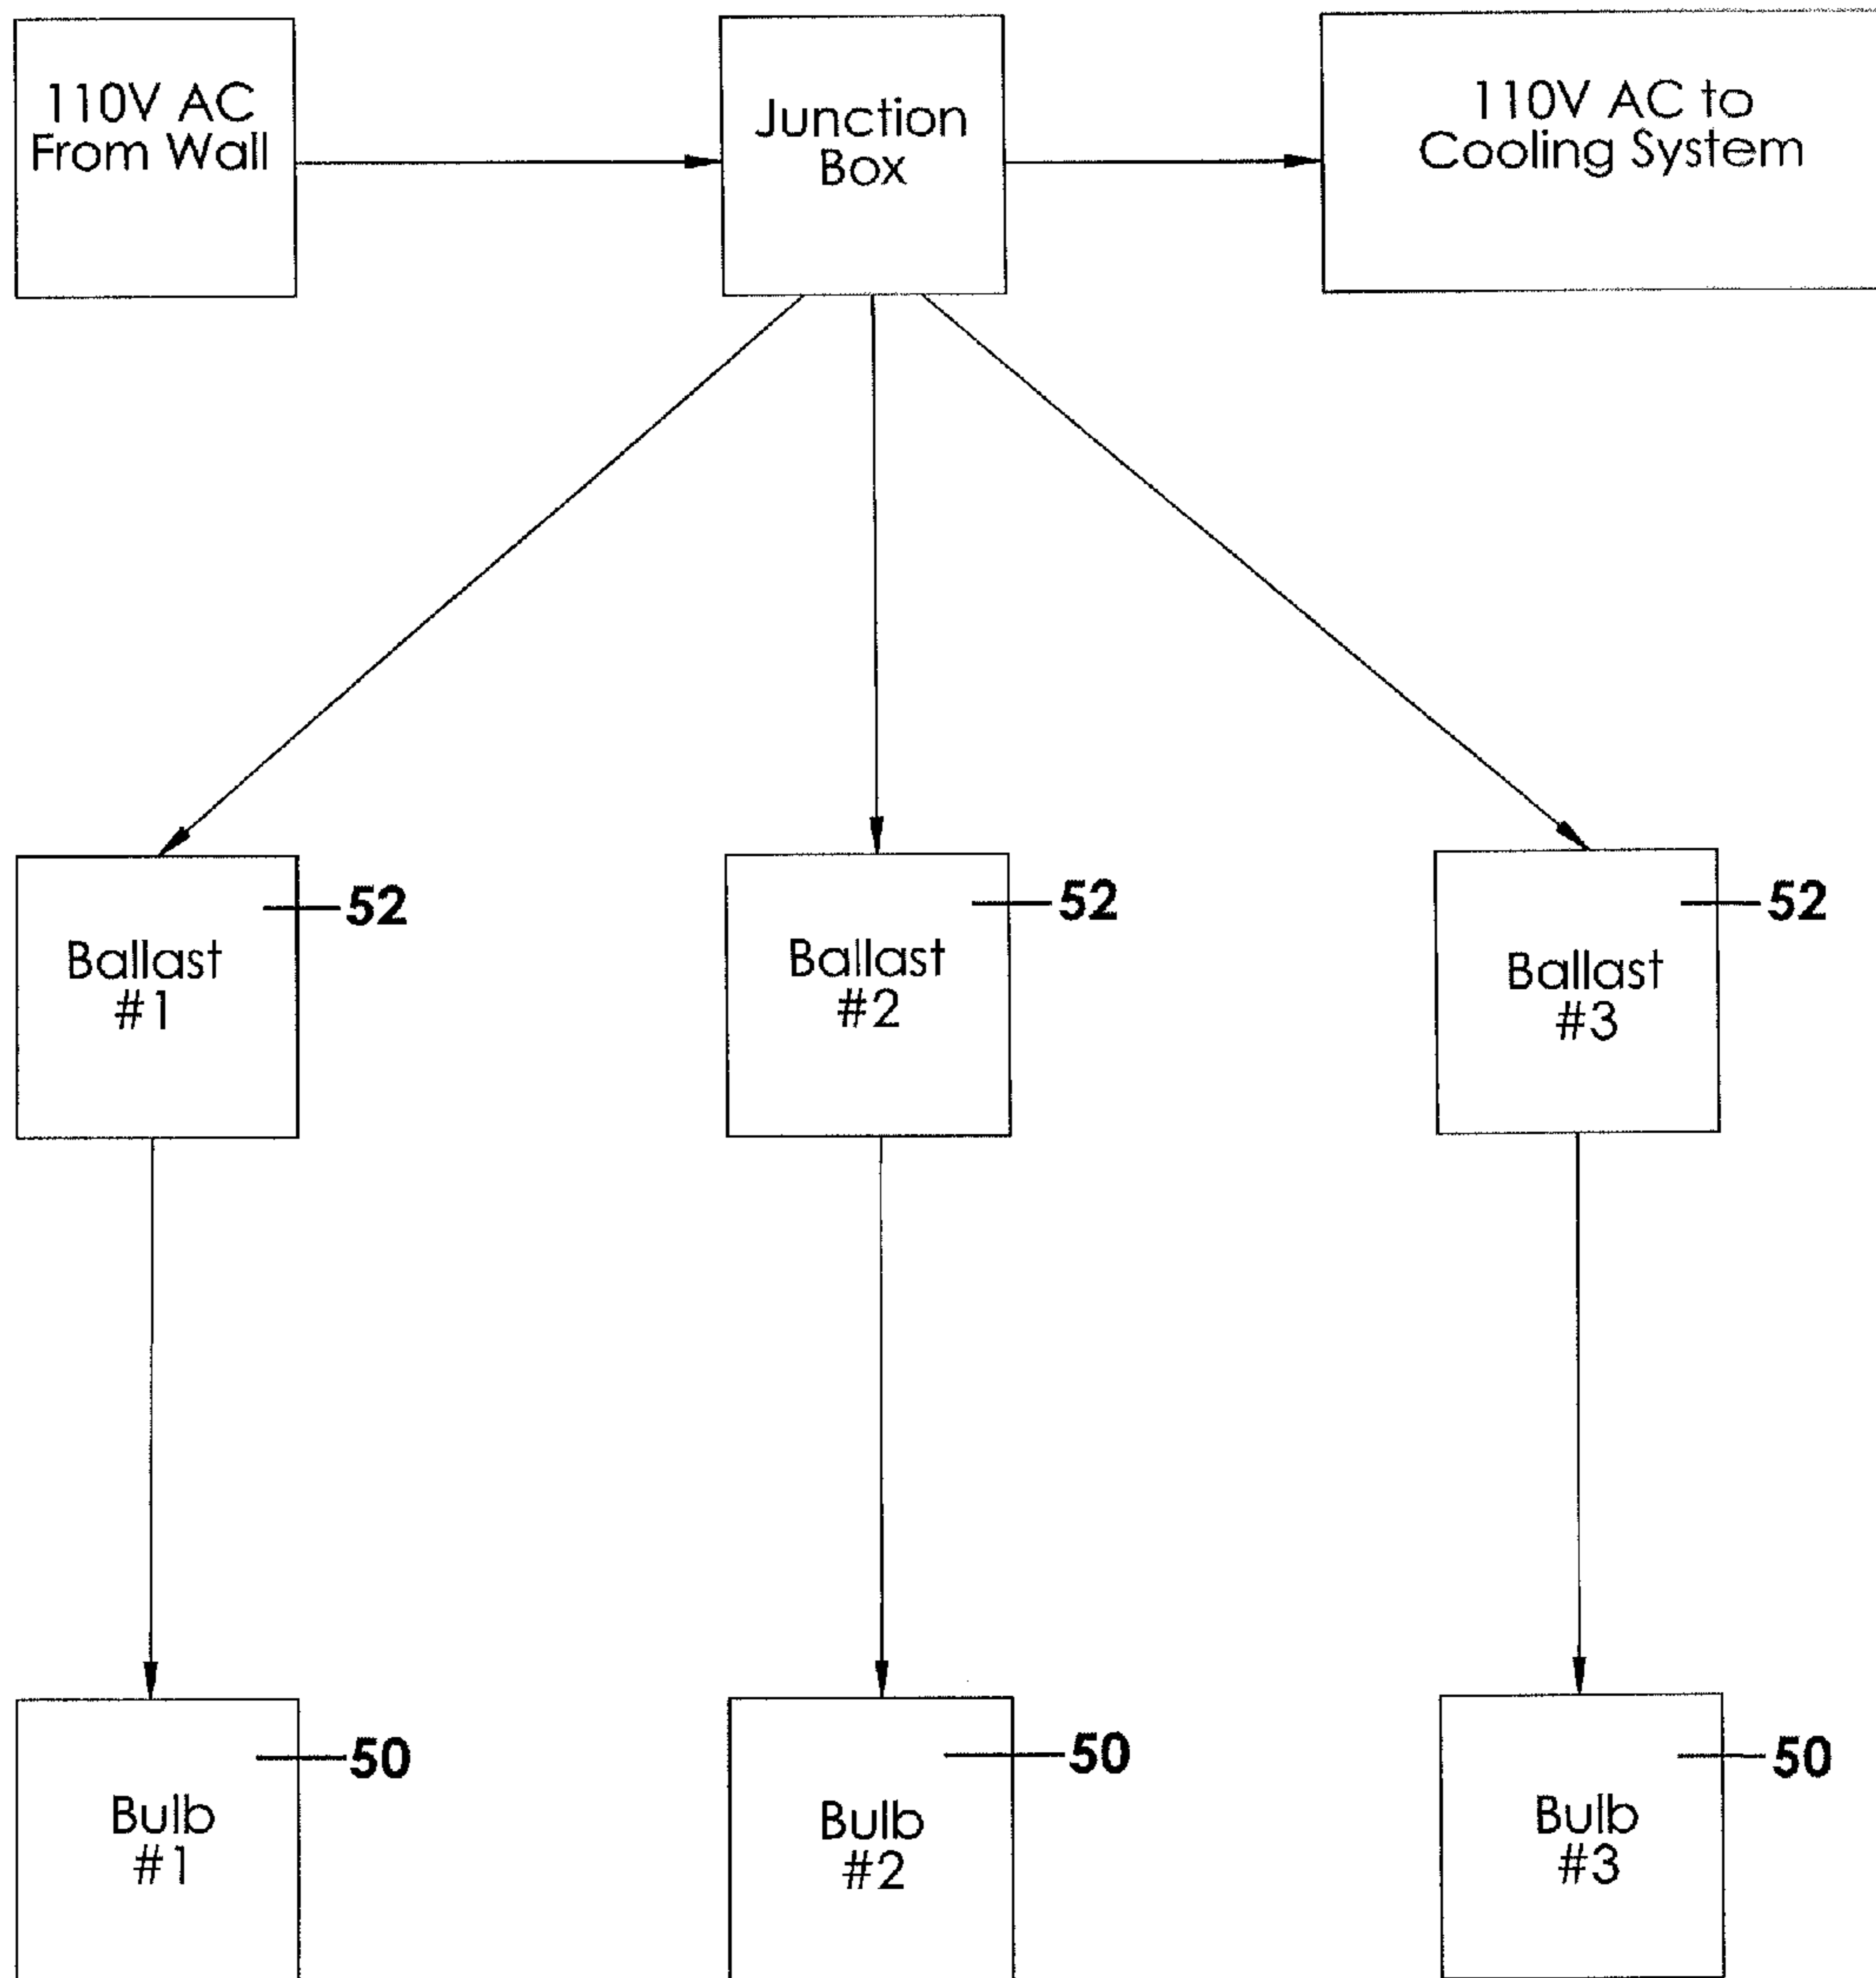 110V AC
From Wall
Junction
Box
110V AC to
Cooling System
52
Ballast
#1
52
Ballast
#2
52
Ballast
#3
50
Bulb
#1
50
Bulb
#2
50
Bulb
#3